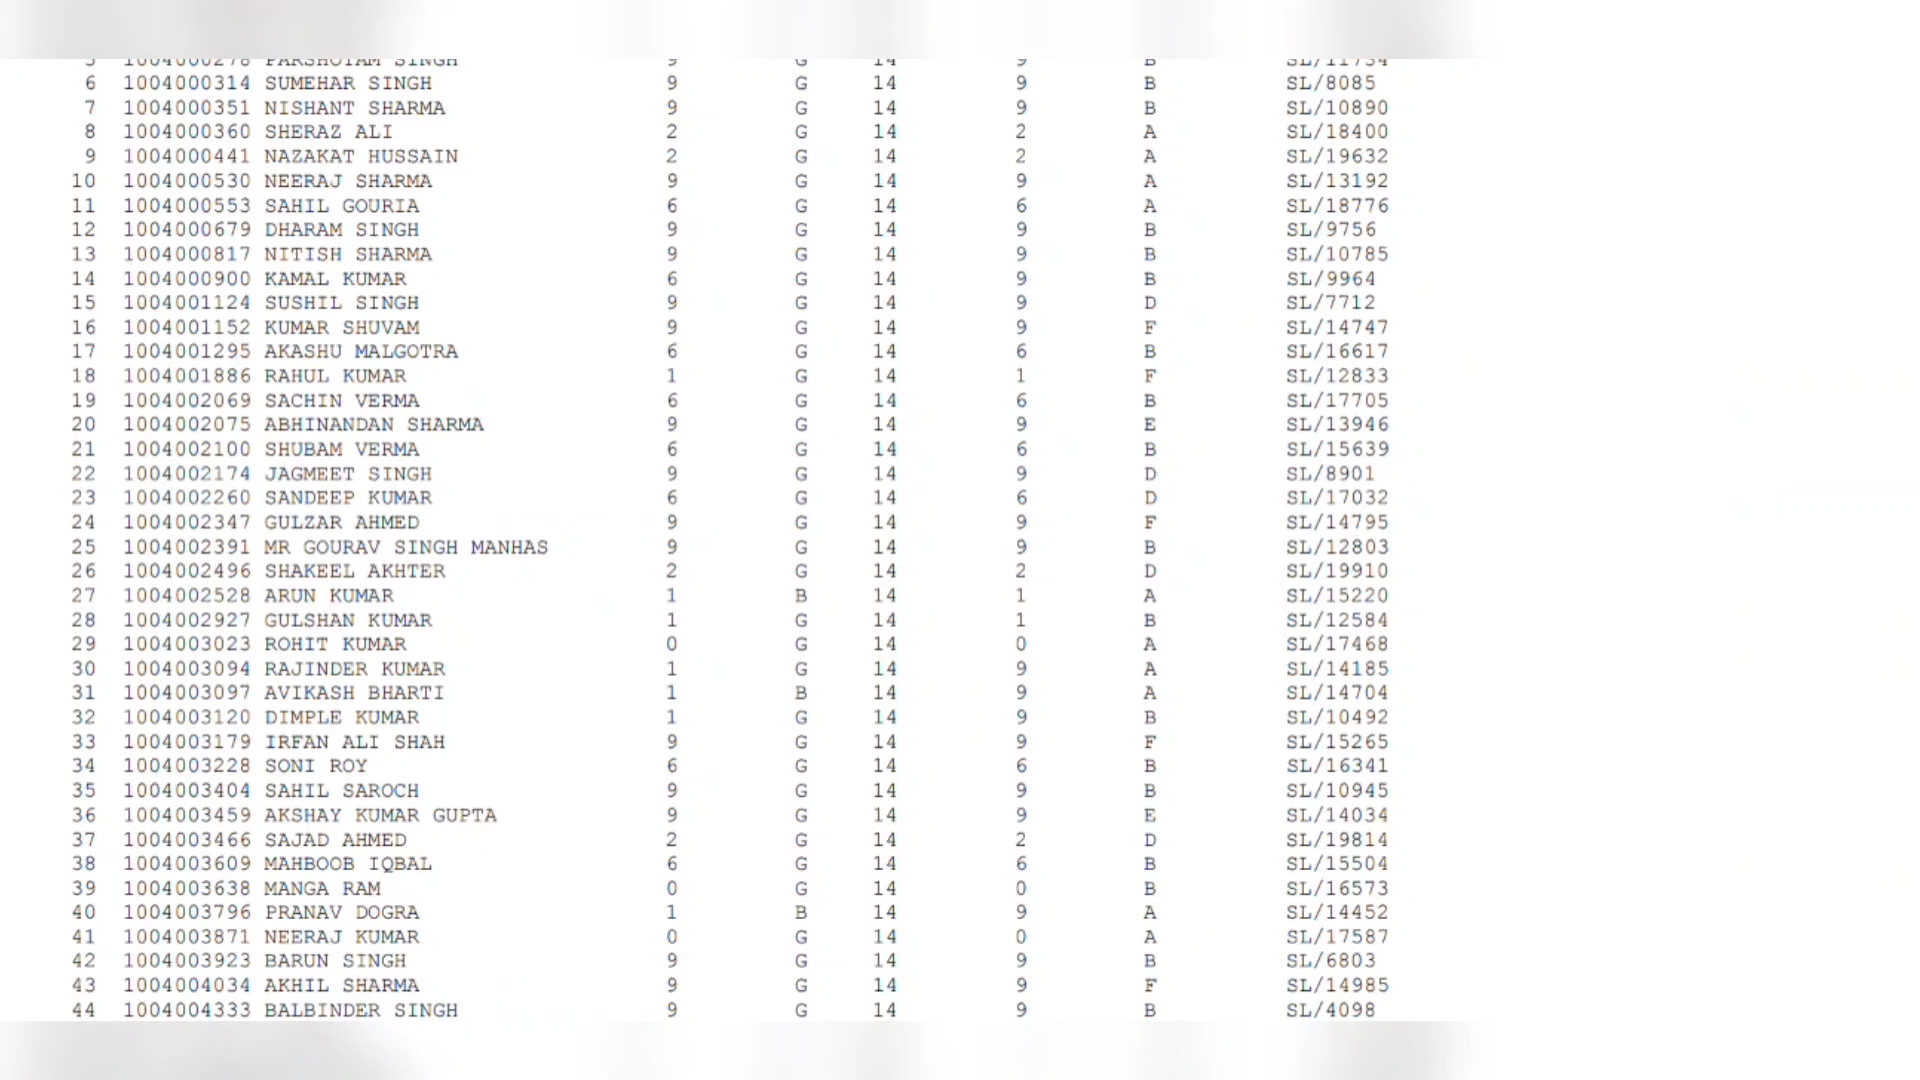 5 1004000278 PARSHOTAM SINGH 9 G 14 9 B SL/11734
6 1004000314 SUMEHAR SINGH 9 G 14 9 B SL/8085
7 1004000351 NISHANT SHARMA 9 G 14 9 B SL/10890
8 1004000360 SHERAZ ALI 2 G 14 2 A SL/18400
9 1004000441 NAZAKAT HUSSAIN 2 G 14 2 A SL/19632
10 1004000530 NEERAJ SHARMA 9 G 14 9 A SL/13192
11 1004000553 SAHIL GOURIA 6 G 14 6 A SL/18776
12 1004000679 DHARAM SINGH 9 G 14 9 B SL/9756
13 1004000817 NITISH SHARMA 9 G 14 9 B SL/10785
14 1004000900 KAMAL KUMAR 6 G 14 9 B SL/9964
15 1004001124 SUSHIL SINGH 9 G 14 9 D SL/7712
16 1004001152 KUMAR SHUVAM 9 G 14 9 F SL/14747
17 1004001295 AKASHU MALGOTRA 6 G 14 6 B SL/16617
18 1004001886 RAHUL KUMAR 1 G 14 1 F SL/12833
19 1004002069 SACHIN VERMA 6 G 14 6 B SL/17705
20 1004002075 ABHINANDAN SHARMA 9 G 14 9 E SL/13946
21 1004002100 SHUBAM VERMA 6 G 14 6 B SL/15639
22 1004002174 JAGMEET SINGH 9 G 14 9 D SL/8901
23 1004002260 SANDEEP KUMAR 6 G 14 6 D SL/17032
24 1004002347 GULZAR AHMED 9 G 14 9 F SL/14795
25 1004002391 MR GOURAV SINGH MANHAS 9 G 14 9 B SL/12803
26 1004002496 SHAKEEL AKHTER 2 G 14 2 D SL/19910
27 1004002528 ARUN KUMAR 1 B 14 1 A SL/15220
28 1004002927 GULSHAN KUMAR 1 G 14 1 B SL/12584
29 1004003023 ROHIT KUMAR 0 G 14 0 A SL/17468
30 1004003094 RAJINDER KUMAR 1 G 14 9 A SL/14185
31 1004003097 AVIKASH BHARTI 1 B 14 9 A SL/14704
32 1004003120 DIMPLE KUMAR 1 G 14 9 B SL/10492
33 1004003179 IRFAN ALI SHAH 9 G 14 9 F SL/15265
34 1004003228 SONI ROY 6 G 14 6 B SL/16341
35 1004003404 SAHIL SAROCH 9 G 14 9 B SL/10945
36 1004003459 AKSHAY KUMAR GUPTA 9 G 14 9 E SL/14034
37 1004003466 SAJAD AHMED 2 G 14 2 D SL/19814
38 1004003609 MAHBOOB IQBAL 6 G 14 6 B SL/15504
39 1004003638 MANGA RAM 0 G 14 0 B SL/16573
40 1004003796 PRANAV DOGRA 1 B 14 9 A SL/14452
41 1004003871 NEERAJ KUMAR 0 G 14 0 A SL/17587
42 1004003923 BARUN SINGH 9 G 14 9 B SL/6803
43 1004004034 AKHIL SHARMA 9 G 14 9 F SL/14985
44 1004004333 BALBINDER SINGH 9 G 14 9 B SL/4098